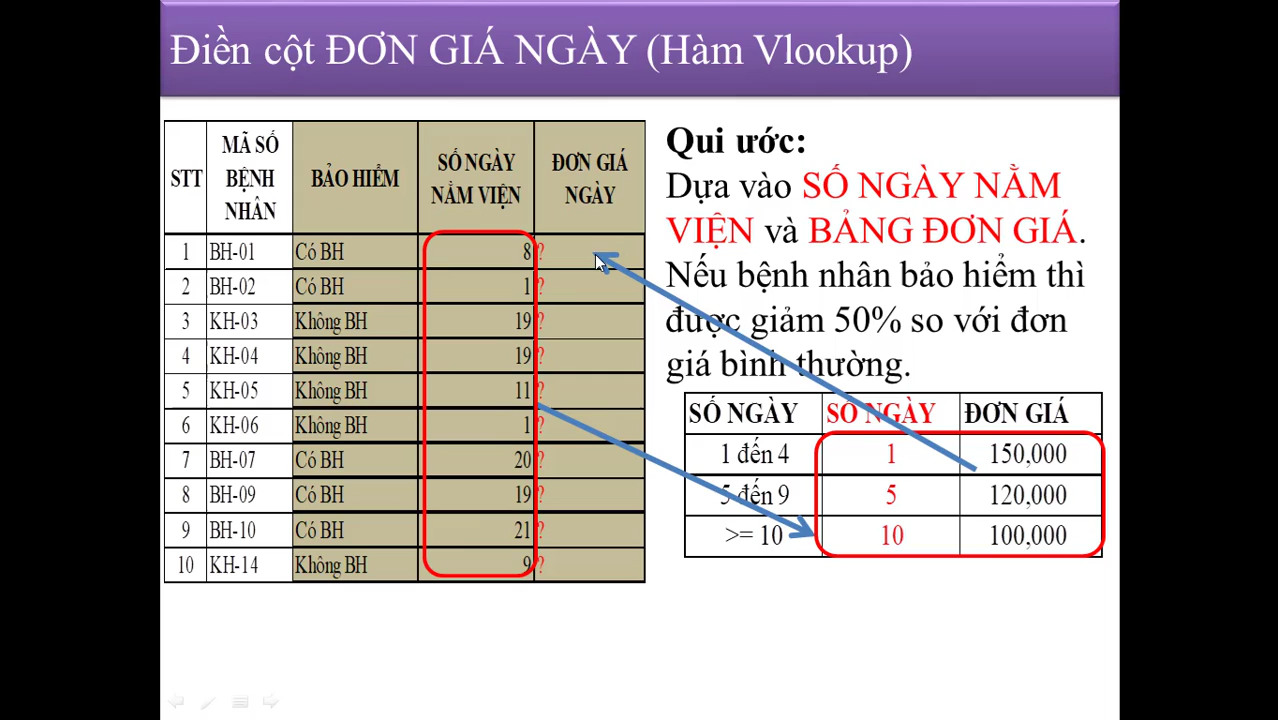 Điền cột ĐƠN GIÁ NGÀY (Hàm Vlookup)
STT MÃ SỐ BỆNH NHÂN BẢO HIỂM SỐ NGÀY NẰM VIỆN ĐƠN GIÁ NGÀY
1 BH-01 Có BH 8 ?
2 BH-02 Có BH 1 ?
3 KH-03 Không BH 19 ?
4 KH-04 Không BH 19 ?
5 KH-05 Không BH 11 ?
6 KH-06 Không BH 1 ?
7 BH-07 Có BH 20 ?
8 BH-09 Có BH 19 ?
9 BH-10 Có BH 21 ?
10 KH-14 Không BH 9 ?
Qui ước:
Dựa vào SỐ NGÀY NẰM
VIỆN và BẢNG ĐƠN GIÁ.
Nếu bệnh nhân bảo hiểm thì
được giảm 50% so với đơn
giá bình thường.
SỐ NGÀY SỐ NGÀY ĐƠN GIÁ
1 đến 4 1 150,000
5 đến 9 5 120,000
>= 10 10 100,000